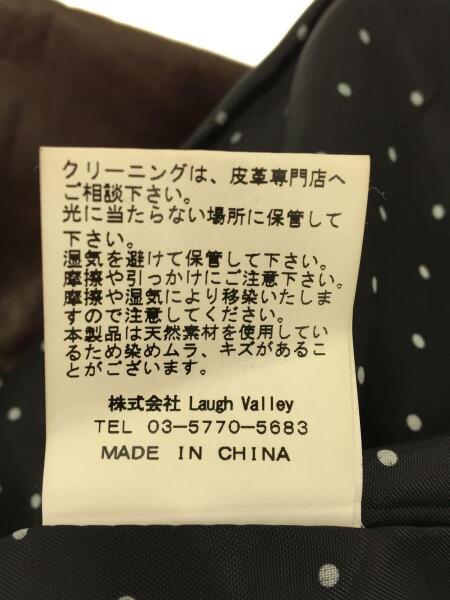 クリーニングは、皮革専門店へ
ご相談下さい。
光に当たらない場所に保管して
下さい。
湿気を避けて保管して下さい。
摩擦や引っかけにご注意下さい。
摩擦や湿気により移染いたしま
すので注意してください。
本製品は天然素材を使用してい
るため染めムラ、キズがあるこ
とがございます。
株式会社 Laugh Valley
TEL 03-5770-5683
MADE IN CHINA